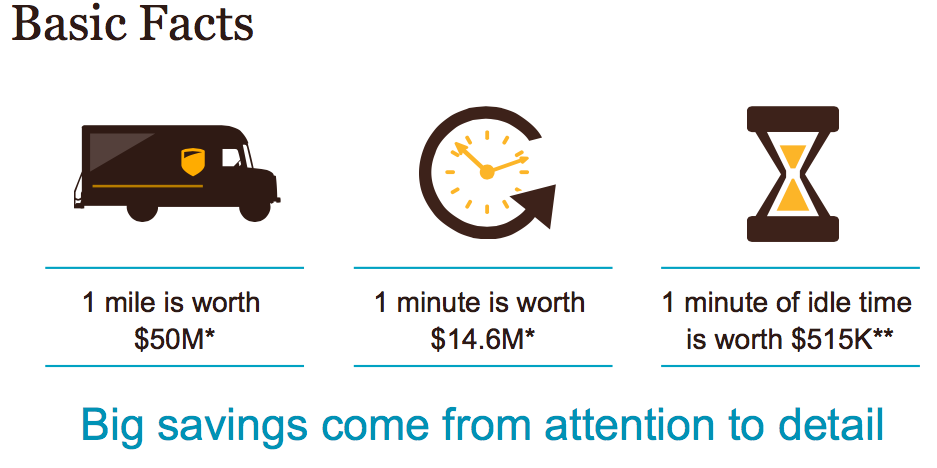 Basic Facts
1 mile is worth
$50M*
1 minute is worth
$14.6M*
1 minute of idle time
is worth $515K**
Big savings come from attention to detail